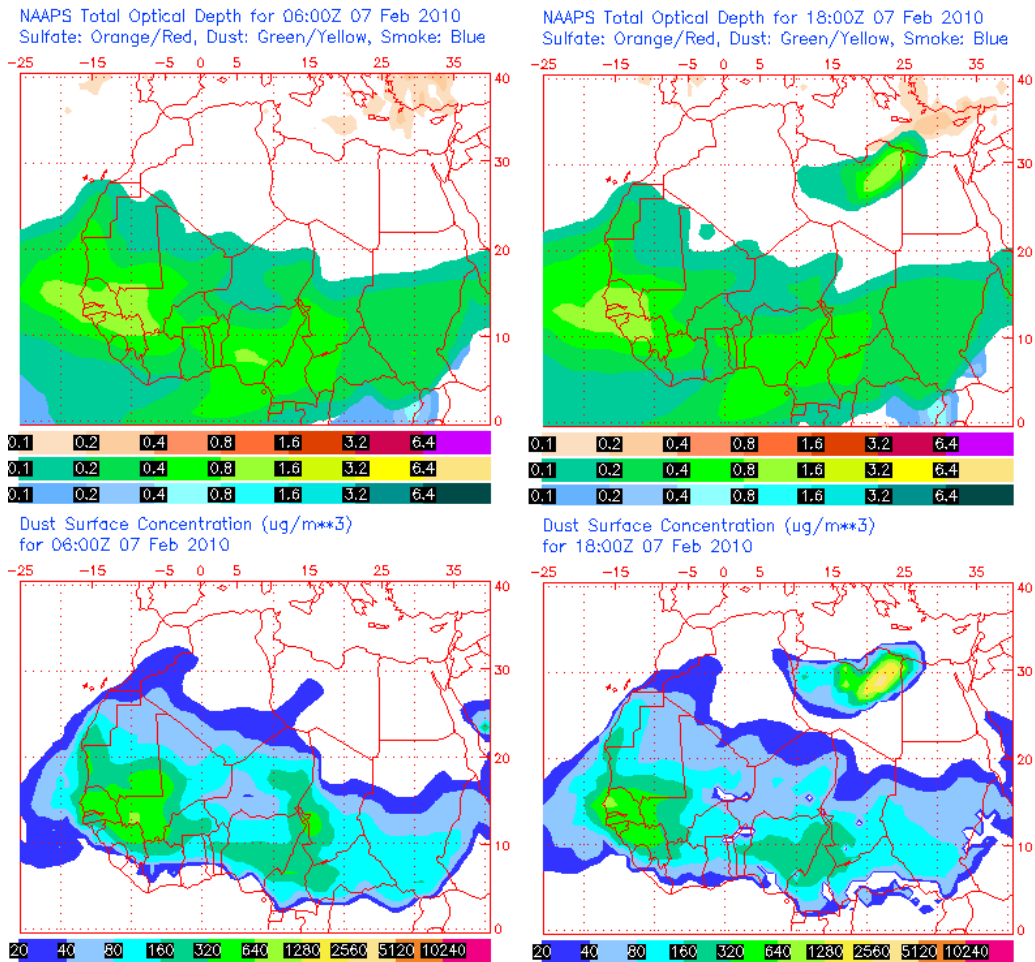 NAAPS Total Optical Depth for 06:00Z 07 Feb 2010
Sulfate: Orange/Red, Dust: Green/Yellow, Smoke: Blue
-25 -15 -5 0 5 15 25 35
40
30
20
10
0
0.1 0.2 0.4 0.8 1.6 3.2 6.4
0.1 0.2 0.4 0.8 1.6 3.2 6.4
0.1 0.2 0.4 0.8 1.6 3.2 6.4
NAAPS Total Optical Depth for 18:00Z 07 Feb 2010
Sulfate: Orange/Red, Dust: Green/Yellow, Smoke: Blue
-25 -15 -5 0 5 15 25 35
40
30
20
10
0
0.1 0.2 0.4 0.8 1.6 3.2 6.4
0.1 0.2 0.4 0.8 1.6 3.2 6.4
0.1 0.2 0.4 0.8 1.6 3.2 6.4
Dust Surface Concentration (ug/m**3)
for 06:00Z 07 Feb 2010
-25 -15 -5 0 5 15 25 35
40
30
20
10
0
20 40 80 160 320 640 1280 2560 5120 10240
Dust Surface Concentration (ug/m**3)
for 18:00Z 07 Feb 2010
-25 -15 -5 0 5 15 25 35
40
30
20
10
0
20 40 80 160 320 640 1280 2560 5120 10240